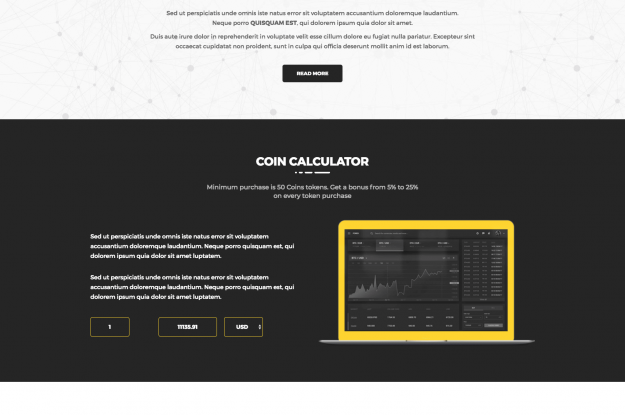 Sed ut perspiciatis unde omnis iste natus error sit voluptatem accusantium doloremque laudantium.
Neque porro QUISQUAM EST, qui dolorem ipsum quia dolor sit amet.
Duis aute irure dolor in reprehenderit in voluptate velit esse cillum dolore eu fugiat nulla pariatur. Excepteur sint
occaecat cupidatat non proident, sunt in culpa qui officia deserunt mollit anim id est laborum.
READ MORE
COIN CALCULATOR
Minimum purchase is 50 Coins tokens. Get a bonus from 5% to 25%
on every token purchase
Sed ut perspiciatis unde omnis iste natus error sit voluptatem
accusantium doloremque laudantium. Neque porro quisquam est, qui
dolorem ipsum quia dolor sit amet luptatem.
Sed ut perspiciatis unde omnis iste natus error sit voluptatem
accusantium doloremque laudantium. Neque porro quisquam est, qui
dolorem ipsum quia dolor sit amet luptatem.
1
11135.91
USD